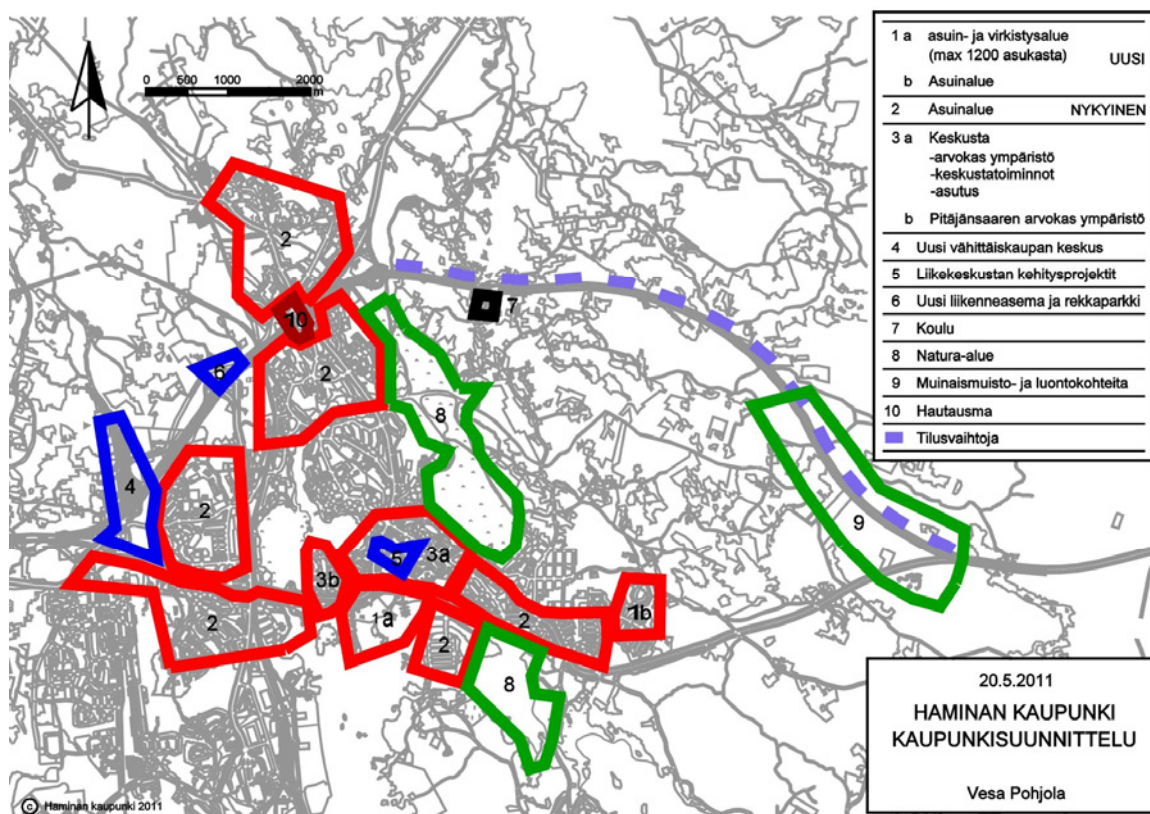 0 500 1000 2000
m
2
10
7
2
6
8
4
2
5
3a
3b
9
1a
2
1b
2
2
8
1 a asuin- ja virkistysalue
(max 1200 asukasta) UUSI
b Asuinalue
2 Asuinalue NYKYINEN
3 a Keskusta
-arvokas ympäristö
-keskustatoiminnot
-asutus
b Pitäjänsaaren arvokas ympäristö
4 Uusi vähittäiskaupan keskus
5 Liikekeskustan kehitysprojektit
6 Uusi liikenneasema ja rekkaparkki
7 Koulu
8 Natura-alue
9 Muinaismuisto- ja luontokohteita
10 Hautausma
Tilusvaihtoja
20.5.2011
HAMINAN KAUPUNKI
KAUPUNKISUUNNITTELU
Vesa Pohjola
© Haminan kaupunki 2011